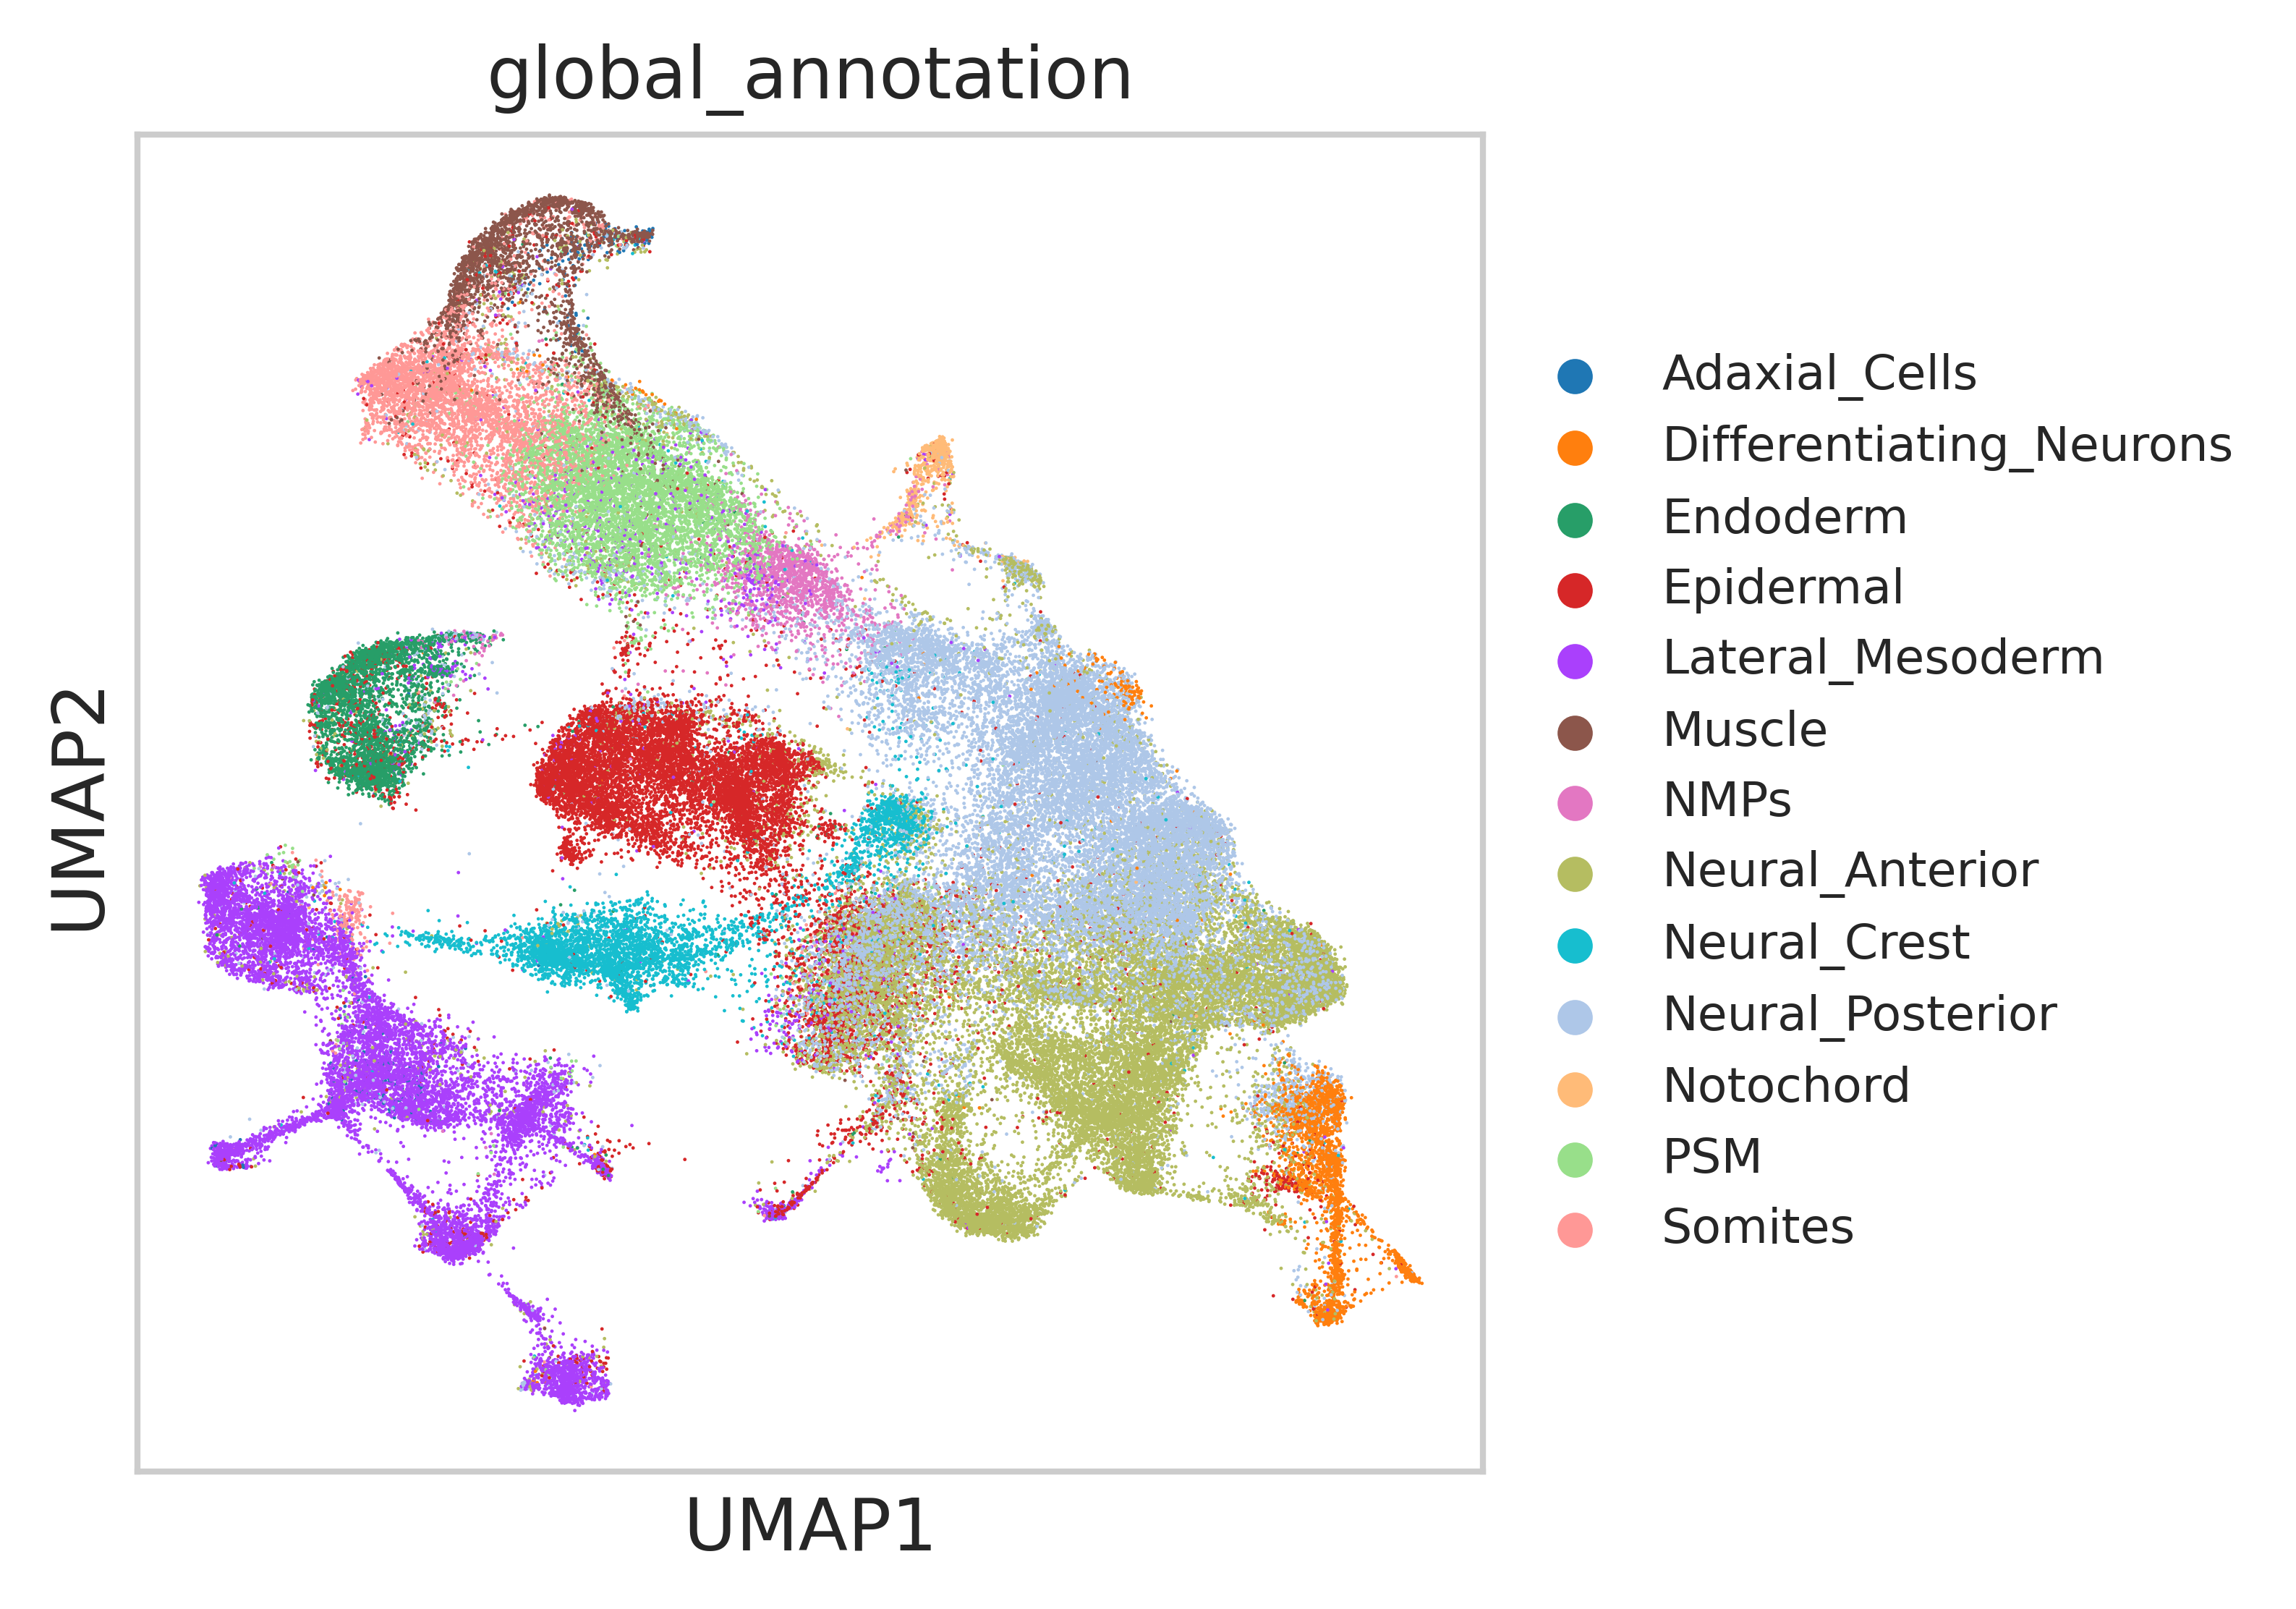 global_annotation
UMAP2
UMAP1
Adaxial_Cells
Differentiating_Neurons
Endoderm
Epidermal
Lateral_Mesoderm
Muscle
NMPs
Neural_Anterior
Neural_Crest
Neural_Posterior
Notochord
PSM
Somites